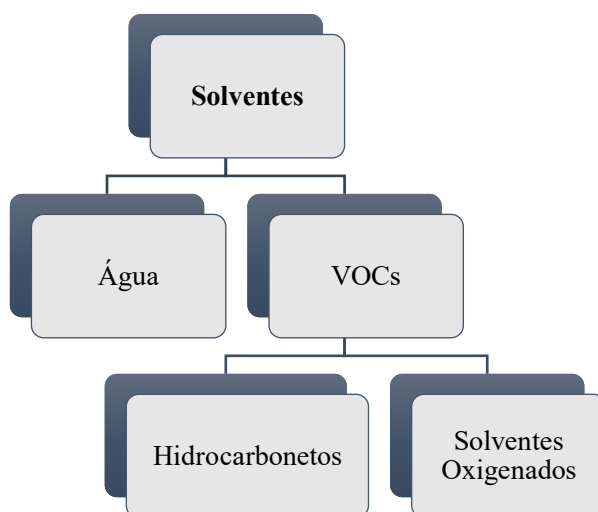 Solventes
Água
VOCs
Hidrocarbonetos
Solventes
Oxigenados